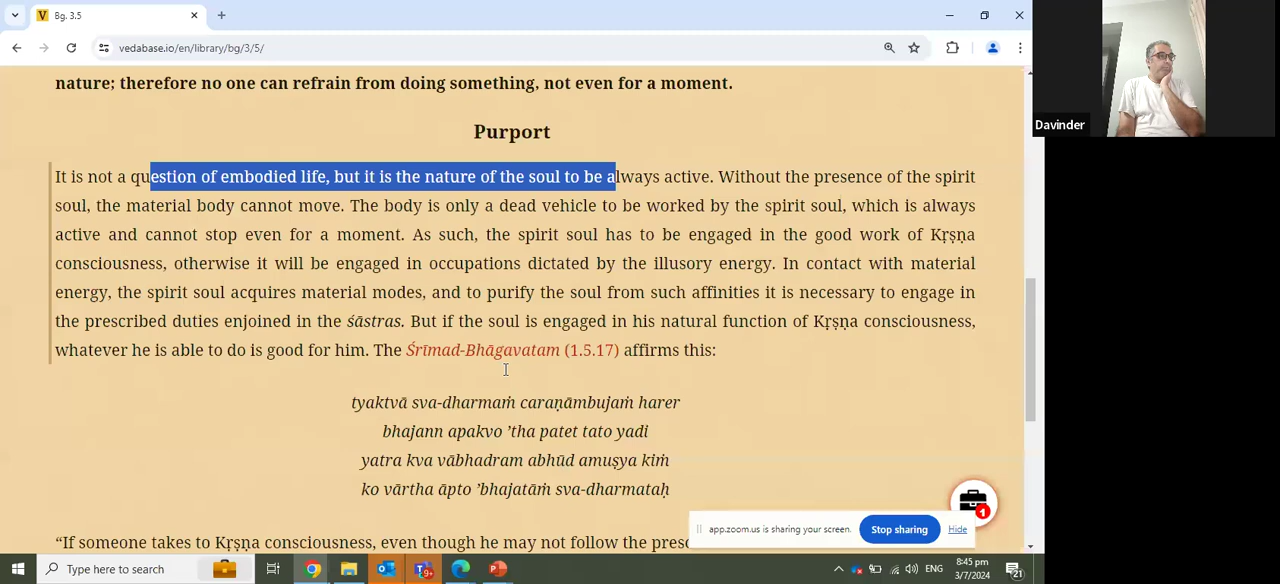 Bg. 3.5
vedabase.io/en/library/bg/3/5/
nature; therefore no one can refrain from doing something, not even for a moment.
Purport
It is not a question of embodied life, but it is the nature of the soul to be always active. Without the presence of the spirit
soul, the material body cannot move. The body is only a dead vehicle to be worked by the spirit soul, which is always
active and cannot stop even for a moment. As such, the spirit soul has to be engaged in the good work of Kṛṣṇa
consciousness, otherwise it will be engaged in occupations dictated by the illusory energy. In contact with material
energy, the spirit soul acquires material modes, and to purify the soul from such affinities it is necessary to engage in
the prescribed duties enjoined in the śāstras. But if the soul is engaged in his natural function of Kṛṣṇa consciousness,
whatever he is able to do is good for him. The Śrīmad-Bhāgavatam (1.5.17) affirms this:
tyaktvā sva-dharmaṁ caraṇāmbujaṁ harer
bhajann apakvo ’tha patet tato yadi
yatra kva vābhadram abhūd amuṣya kiṁ
ko vārtha āpto ’bhajatāṁ sva-dharmataḥ
“If someone takes to Kṛṣṇa consciousness, even though he may not follow the presc
app.zoom.us is sharing your screen.
Stop sharing
Hide
1
Davinder
Type here to search
9+
ENG
8:45 pm
3/7/2024
21